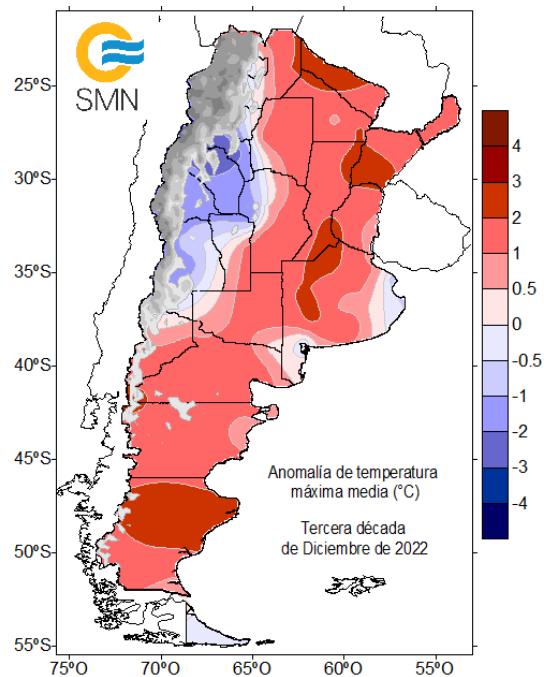 SMN
25ºS
30ºS
35ºS
40ºS
45ºS
50ºS
55ºS
75ºO
70ºO
65ºO
60ºO
55ºO
4
3
2
1
0.5
0
-0.5
-1
-2
-3
-4
Anomalía de temperatura
máxima media (°C)
Tercera década
de Diciembre de 2022